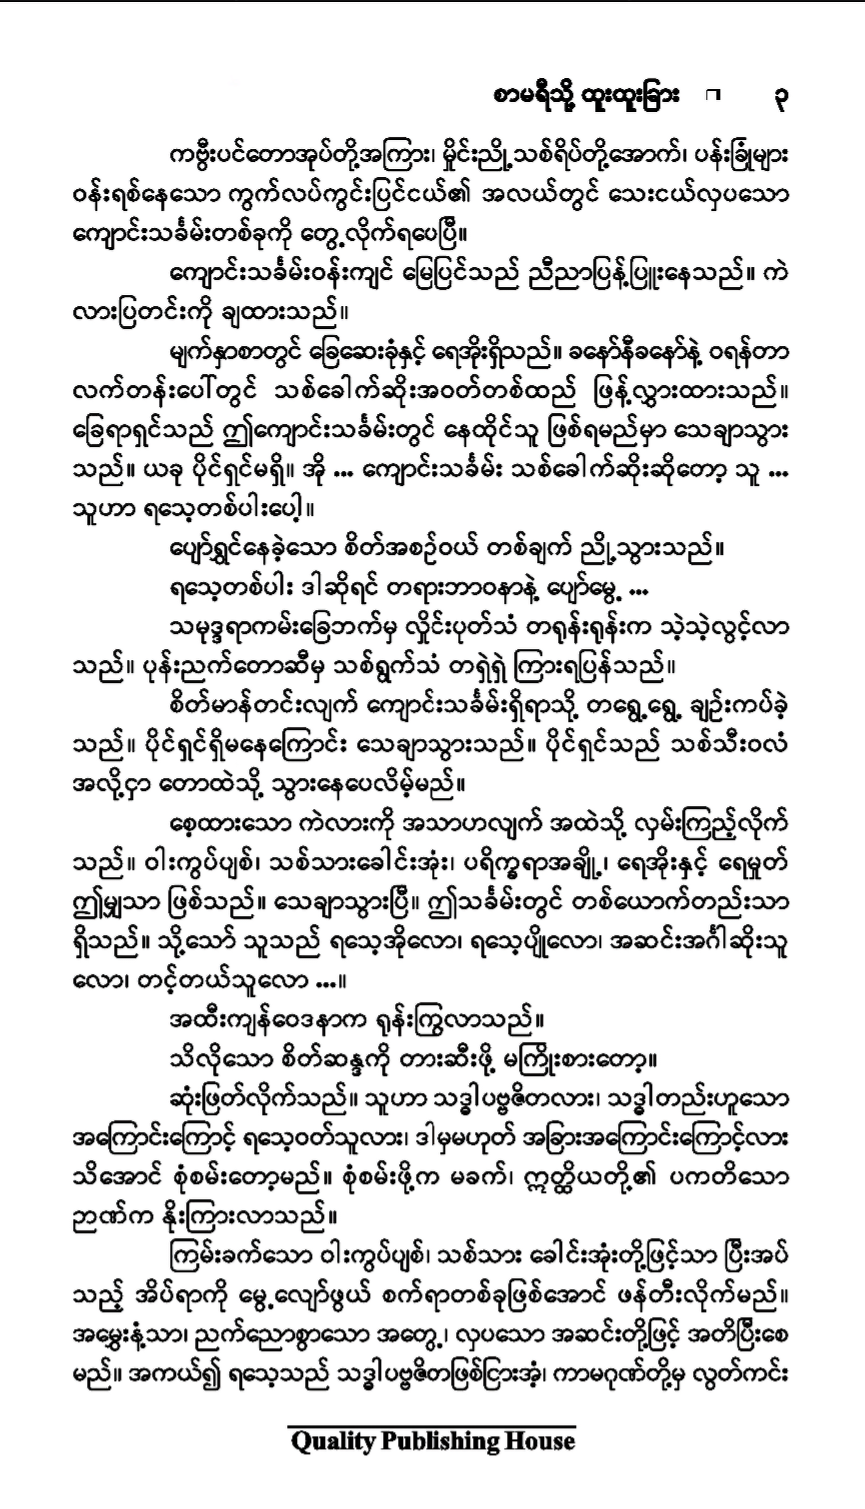 စာမရီသို့ ထူးထူးခြား □ ၃
ကဗွီးပင်တောအုပ်တို့အကြား၊ မှိုင်းညို့သစ်ရိပ်တို့အောက်၊ ပန်းခြုံများ
ဝန်းရစ်နေသော ကွက်လပ်ကွင်းပြင်ငယ်၏ အလယ်တွင် သေးငယ်လှပသော
ကျောင်းသင်္ခမ်းတစ်ခုကို တွေ့လိုက်ရပေပြီ။
ကျောင်းသင်္ခမ်းဝန်းကျင် မြေပြင်သည် ညီညာပြန့်ပြူးနေသည်။ ကဲ
လားပြတင်းကို ချထားသည်။
မျက်နှာစာတွင် ခြေဆေးခုံနှင့် ရေအိုးရှိသည်။ ခနော်နီခနော်နဲ့ ဝရန်တာ
လက်တန်းပေါ်တွင် သစ်ခေါက်ဆိုးအဝတ်တစ်ထည် ဖြန့်လွှားထားသည်။
ခြေရာရှင်သည် ဤကျောင်းသင်္ခမ်းတွင် နေထိုင်သူ ဖြစ်ရမည်မှာ သေချာသွား
သည်။ ယခု ပိုင်ရှင်မရှိ။ အို ... ကျောင်းသင်္ခမ်း သစ်ခေါက်ဆိုးဆိုတော့ သူ ...
သူဟာ ရသေ့တစ်ပါးပေါ့။
ပျော်ရွှင်နေခဲ့သော စိတ်အစဉ်ဝယ် တစ်ချက် ညို့သွားသည်။
ရသေ့တစ်ပါး ဒါဆိုရင် တရားဘာဝနာနဲ့ ပျော်မွေ့ ...
သမုဒ္ဒရာကမ်းခြေဘက်မှ လှိုင်းပုတ်သံ တရုန်းရုန်းက သဲ့သဲ့လွင့်လာ
သည်။ ပုန်းညက်တောဆီမှ သစ်ရွက်သံ တရှဲရှဲ ကြားရပြန်သည်။
စိတ်မာန်တင်းလျက် ကျောင်းသင်္ခမ်းရှိရာသို့ တရွေ့ရွေ့ ချဉ်းကပ်ခဲ့
သည်။ ပိုင်ရှင်ရှိမနေကြောင်း သေချာသွားသည်။ ပိုင်ရှင်သည် သစ်သီးဝလံ
အလို့ငှာ တောထဲသို့ သွားနေပေလိမ့်မည်။
စေ့ထားသော ကဲလားကို အသာဟလျက် အထဲသို့ လှမ်းကြည့်လိုက်
သည်။ ဝါးကွပ်ပျစ်၊ သစ်သားခေါင်းအုံး၊ ပရိက္ခရာအချို့၊ ရေအိုးနှင့် ရေမှုတ်
ဤမျှသာ ဖြစ်သည်။ သေချာသွားပြီ။ ဤသင်္ခမ်းတွင် တစ်ယောက်တည်းသာ
ရှိသည်။ သို့သော် သူသည် ရသေ့အိုလော၊ ရသေ့ပျိုလော၊ အဆင်းအင်္ဂါဆိုးသူ
လော၊ တင့်တယ်သူလော ...။
အထီးကျန်ဝေဒနာက ရုန်းကြွလာသည်။
သိလိုသော စိတ်ဆန္ဒကို တားဆီးဖို့ မကြိုးစားတော့။
ဆုံးဖြတ်လိုက်သည်။ သူဟာ သဒ္ဓါပဗ္ဗဇိတလား၊ သဒ္ဓါတည်းဟူသော
အကြောင်းကြောင့် ရသေ့ဝတ်သူလား၊ ဒါမှမဟုတ် အခြားအကြောင်းကြောင့်လား
သိအောင် စုံစမ်းတော့မည်။ စုံစမ်းဖို့က မခက်၊ ဣတ္ထိယတို့၏ ပကတိသော
ဉာဏ်က နိုးကြားလာသည်။
ကြမ်းခက်သော ဝါးကွပ်ပျစ်၊ သစ်သား ခေါင်းအုံးတို့ဖြင့်သာ ပြီးအပ်
သည့် အိပ်ရာကို မွေ့လျော်ဖွယ် စက်ရာတစ်ခုဖြစ်အောင် ဖန်တီးလိုက်မည်။
အမွှေးနံ့သာ၊ ညက်ညောစွာသော အတွေ့၊ လှပသော အဆင်းတို့ဖြင့် အတိပြီးစေ
မည်။ အကယ်၍ ရသေ့သည် သဒ္ဓါပဗ္ဗဇိတဖြစ်ငြားအံ့၊ ကာမဂုဏ်တို့မှ လွတ်ကင်း
Quality Publishing House